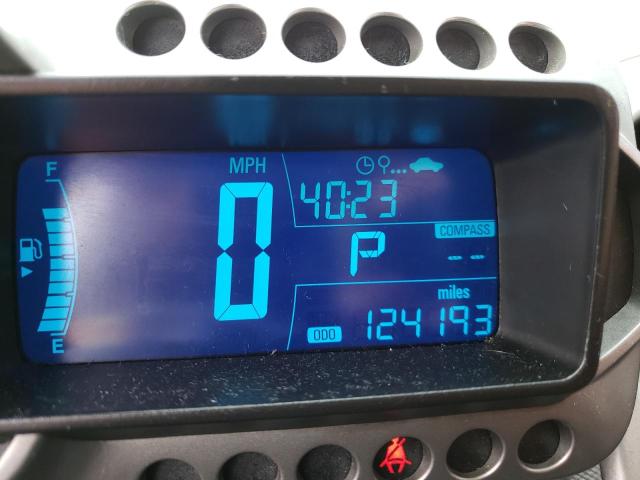 F
MPH
40:23
0
COMPASS
P
--
miles
E
ODO 124193